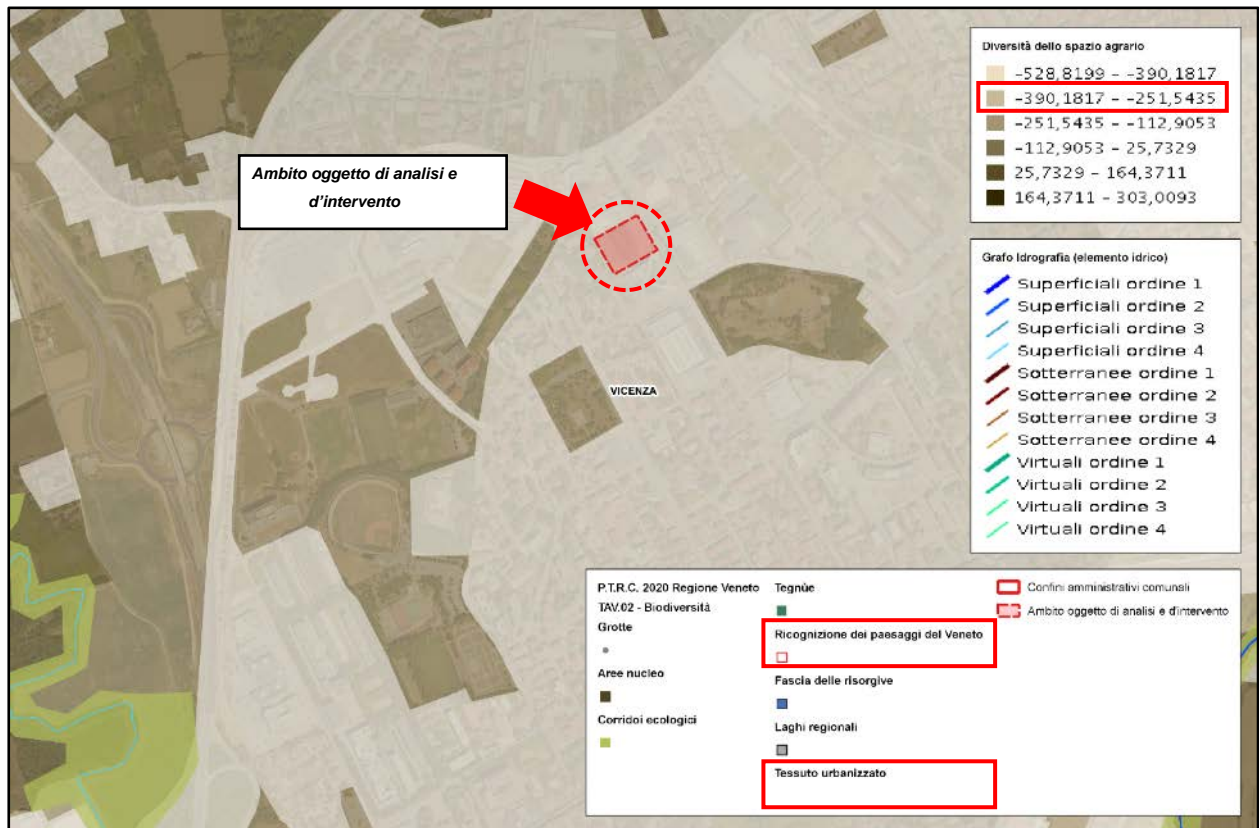 Ambito oggetto di analisi e
d'intervento
VICENZA
Diversità dello spazio agrario
-528,8199 - -390,1817
-390,1817 - -251,5435
-251,5435 - -112,9053
-112,9053 - 25,7329
25,7329 - 164,3711
164,3711 - 303,0093
Grafo Idrografia (elemento idrico)
Superficiali ordine 1
Superficiali ordine 2
Superficiali ordine 3
Superficiali ordine 4
Sotterranee ordine 1
Sotterranee ordine 2
Sotterranee ordine 3
Sotterranee ordine 4
Virtuali ordine 1
Virtuali ordine 2
Virtuali ordine 3
Virtuali ordine 4
P.T.R.C. 2020 Regione Veneto
TAV.02 - Biodiversità
Grotte
Aree nucleo
Corridoi ecologici
Tegnùe
Ricognizione dei paesaggi del Veneto
Fascia delle risorgive
Laghi regionali
Tessuto urbanizzato
Confini amministrativi comunali
Ambito oggetto di analisi e d'intervento